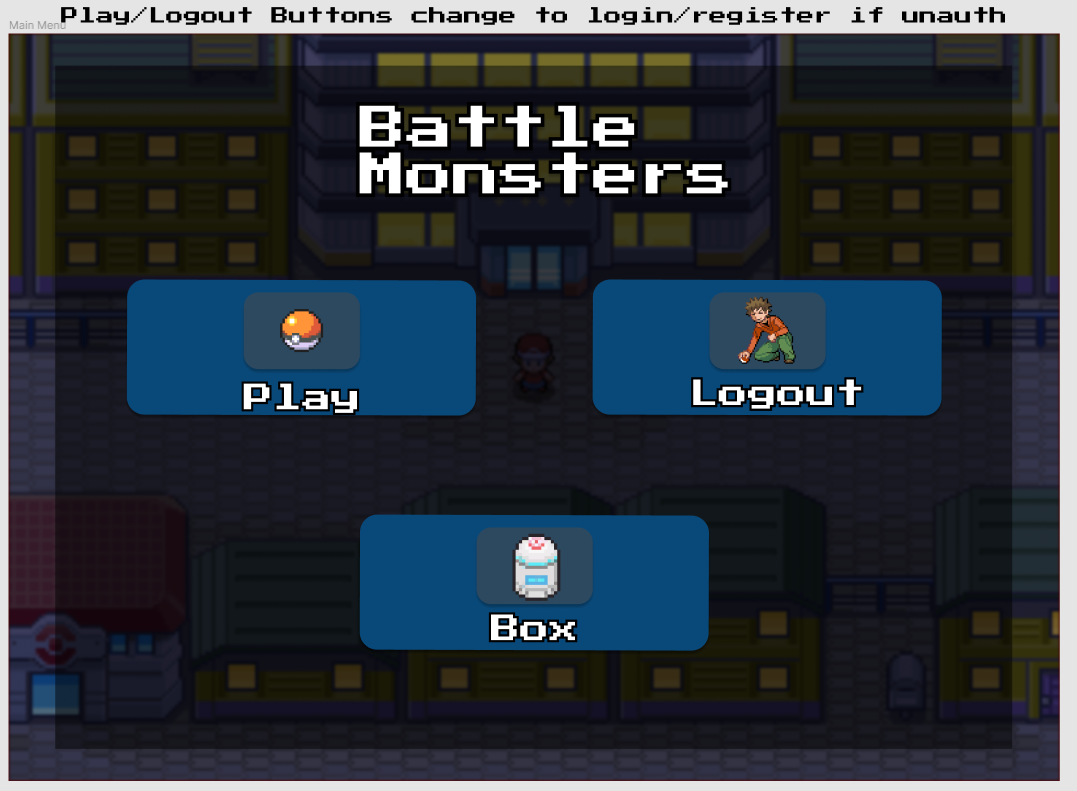 Play/Logout Buttons change to login/register if unauth
Main Menu
Battle
Monsters
Play
Logout
Box